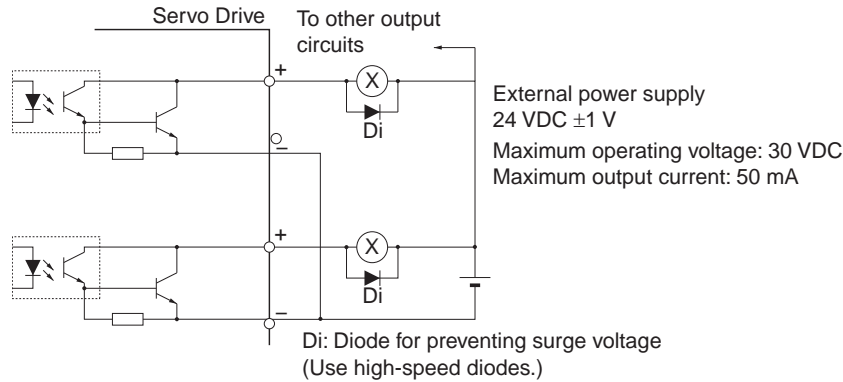 Servo Drive
To other output
circuits
+
X
Di
−
External power supply
24 VDC ±1 V
Maximum operating voltage: 30 VDC
Maximum output current: 50 mA
+
X
Di
−
Di: Diode for preventing surge voltage
(Use high-speed diodes.)